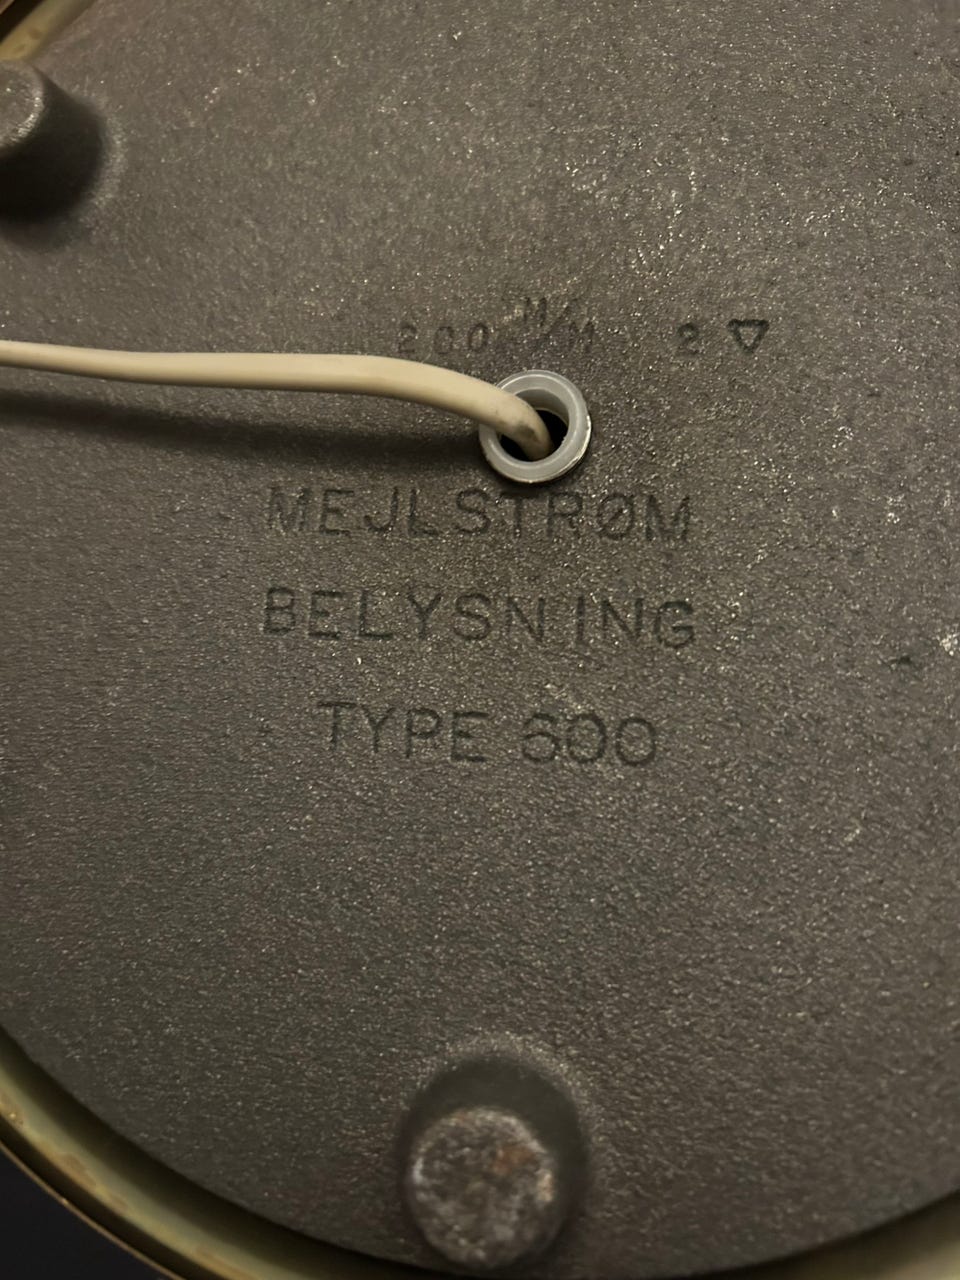 200 M/M 2 ▽
MEJLSTRØM
BELYSNING
TYPE 600